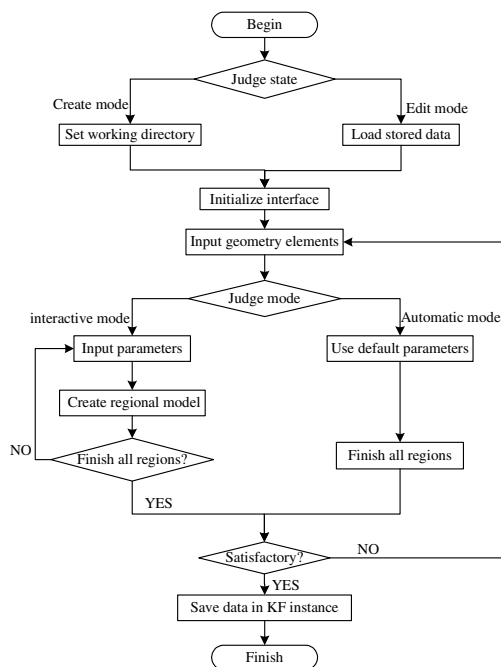 Begin
Judge state
Create mode
Edit mode
Set working directory
Load stored data
Initialize interface
Input geometry elements
Judge mode
interactive mode
Automatic mode
Input parameters
Use default parameters
Create regional model
NO
Finish all regions?
Finish all regions
YES
Satisfactory?
NO
YES
Save data in KF instance
Finish